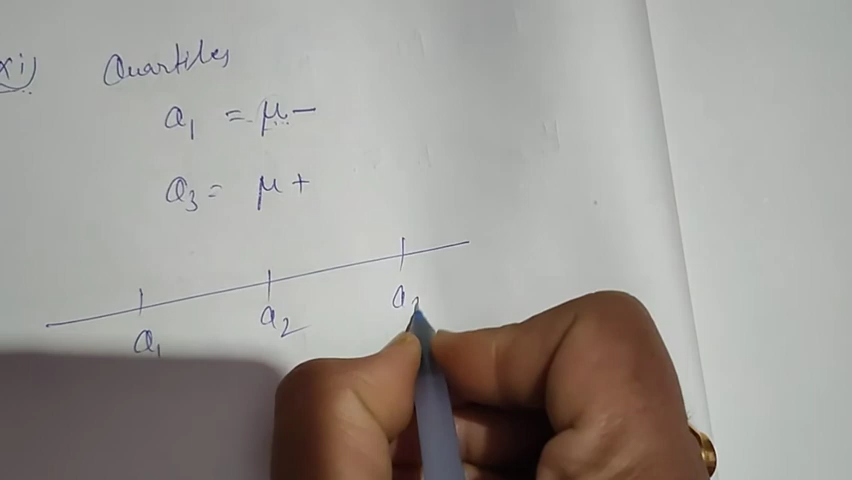 xi)
Quartiles
Q1 = μ -
Q3 = μ +
Q1 Q2 Q3